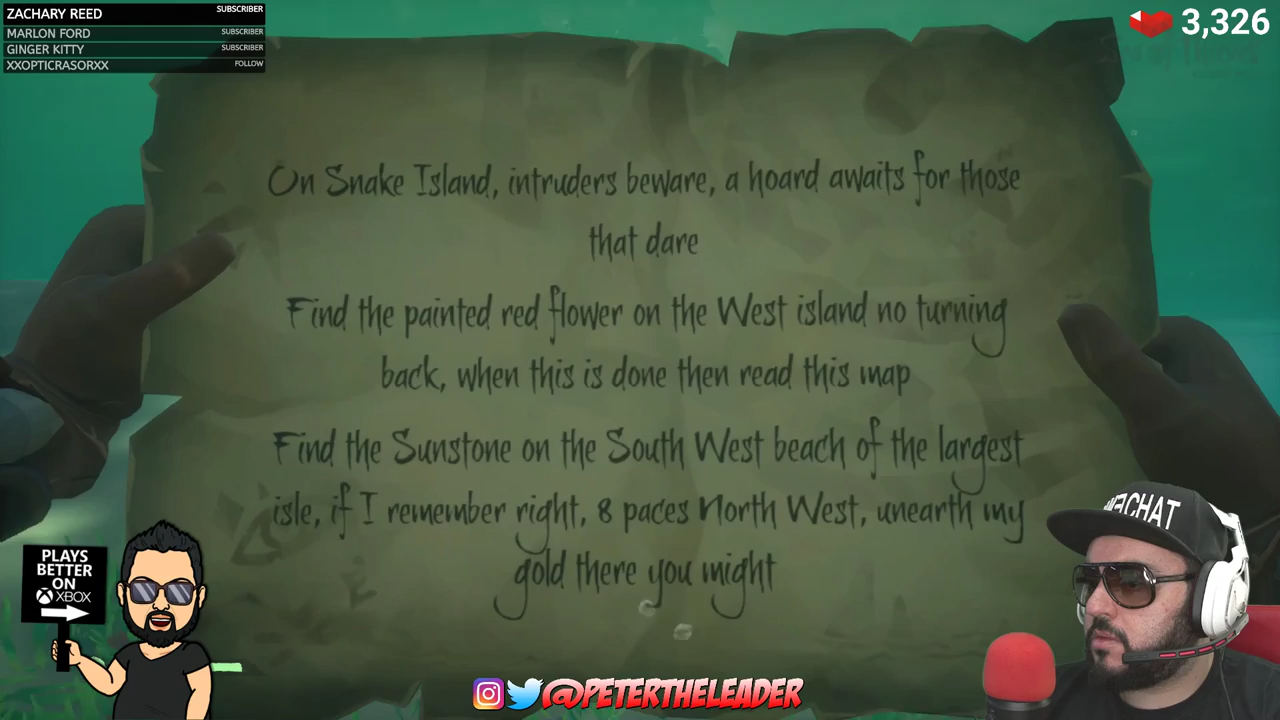 ZACHARY REED SUBSCRIBER
MARLON FORD SUBSCRIBER
GINGER KITTY SUBSCRIBER
XXOPTICRASORXX FOLLOW
3,326
On Snake Island, intruders beware, a hoard awaits for those
that dare
Find the painted red flower on the West island no turning
back, when this is done then read this map
Find the Sunstone on the South West beach of the largest
isle, if I remember right, 8 paces North West, unearth my
gold there you might
PLAYS
BETTER
ON
XBOX
@PETERTHELEADER